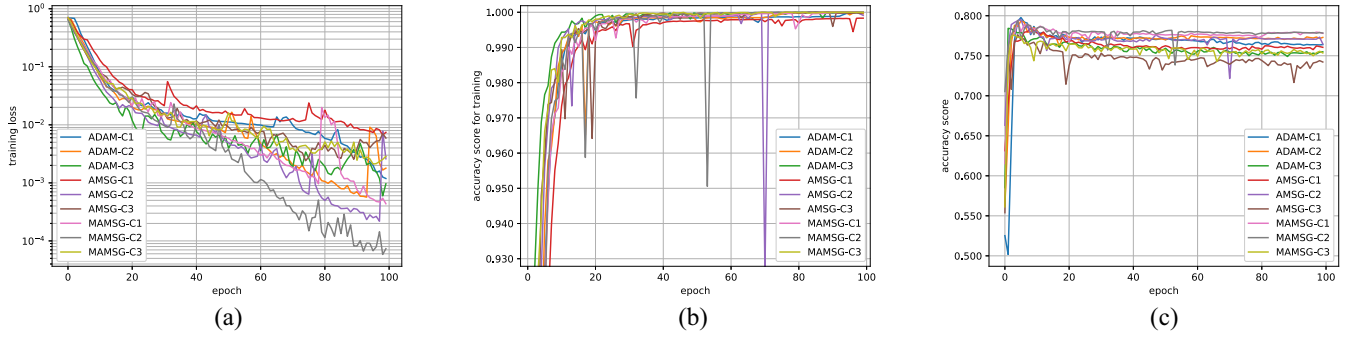 10⁰
10⁻¹
10⁻²
10⁻³
10⁻⁴
training loss
0 20 40 60 80 100
epoch
ADAM-C1
ADAM-C2
ADAM-C3
AMSG-C1
AMSG-C2
AMSG-C3
MAMSG-C1
MAMSG-C2
MAMSG-C3
(a)
1.000
0.990
0.980
0.970
0.960
0.950
0.940
0.930
accuracy score for training
0 20 40 60 80 100
epoch
ADAM-C1
ADAM-C2
ADAM-C3
AMSG-C1
AMSG-C2
AMSG-C3
MAMSG-C1
MAMSG-C2
MAMSG-C3
(b)
0.800
0.750
0.700
0.650
0.600
0.550
0.500
accuracy score
0 20 40 60 80 100
epoch
ADAM-C1
ADAM-C2
ADAM-C3
AMSG-C1
AMSG-C2
AMSG-C3
MAMSG-C1
MAMSG-C2
MAMSG-C3
(c)